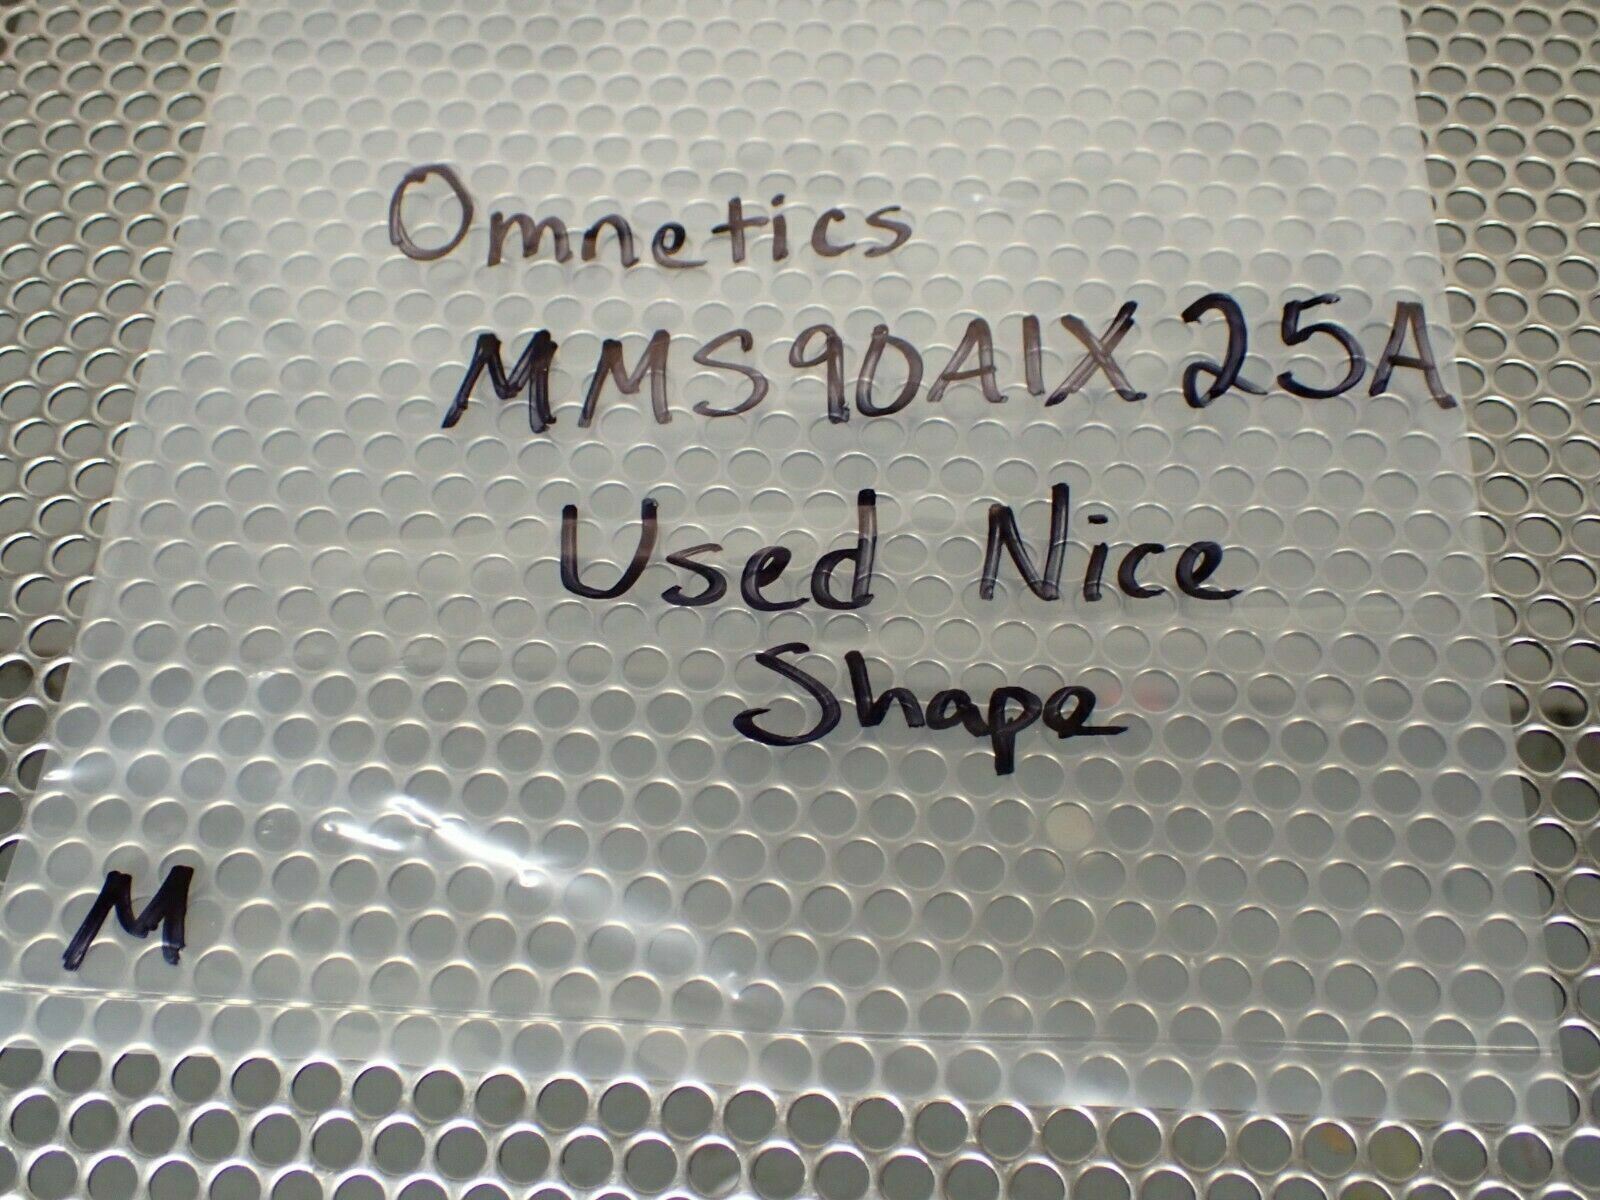 Omnetics
MMS90A1X25A
Used Nice
Shape
M